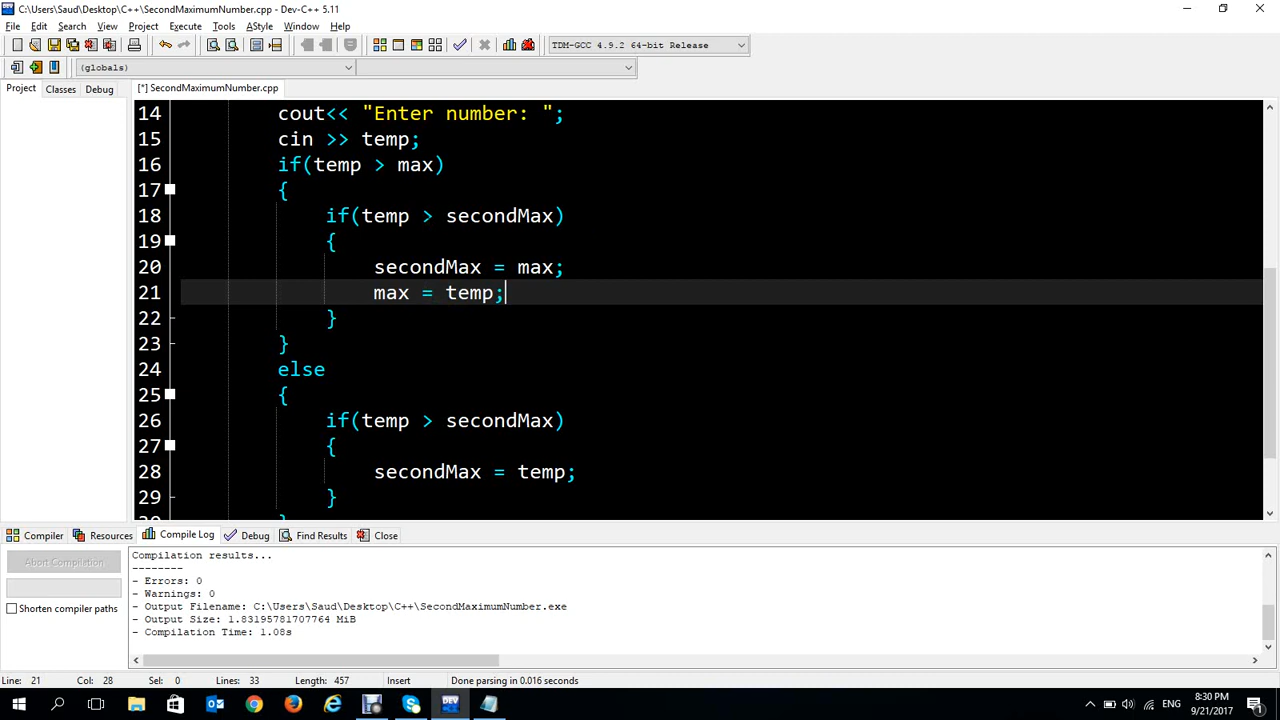 C:\Users\Saud\Desktop\C++\SecondMaximumNumber.cpp - Dev-C++ 5.11
File Edit Search View Project Execute Tools AStyle Window Help
TDM-GCC 4.9.2 64-bit Release
(globals)
Project Classes Debug [*] SecondMaximumNumber.cpp
14 cout<< "Enter number: ";
15 cin >> temp;
16 if(temp > max)
17 {
18 if(temp > secondMax)
19 {
20 secondMax = max;
21 max = temp;
22 }
23 }
24 else
25 {
26 if(temp > secondMax)
27 {
28 secondMax = temp;
29 }
Compiler Resources Compile Log Debug Find Results Close
Abort Compilation
Shorten compiler paths
Compilation results...
--------
- Errors: 0
- Warnings: 0
- Output Filename: C:\Users\Saud\Desktop\C++\SecondMaximumNumber.exe
- Output Size: 1.83195781707764 MiB
- Compilation Time: 1.08s
Line: 21 Col: 28 Sel: 0 Lines: 33 Length: 457 Insert Done parsing in 0.016 seconds
DEV ENG 8:30 PM
9/21/2017